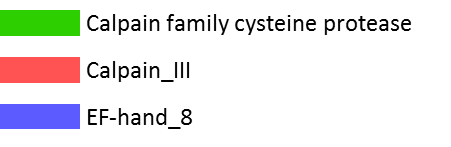 Calpain family cysteine protease
Calpain_III
EF-hand_8